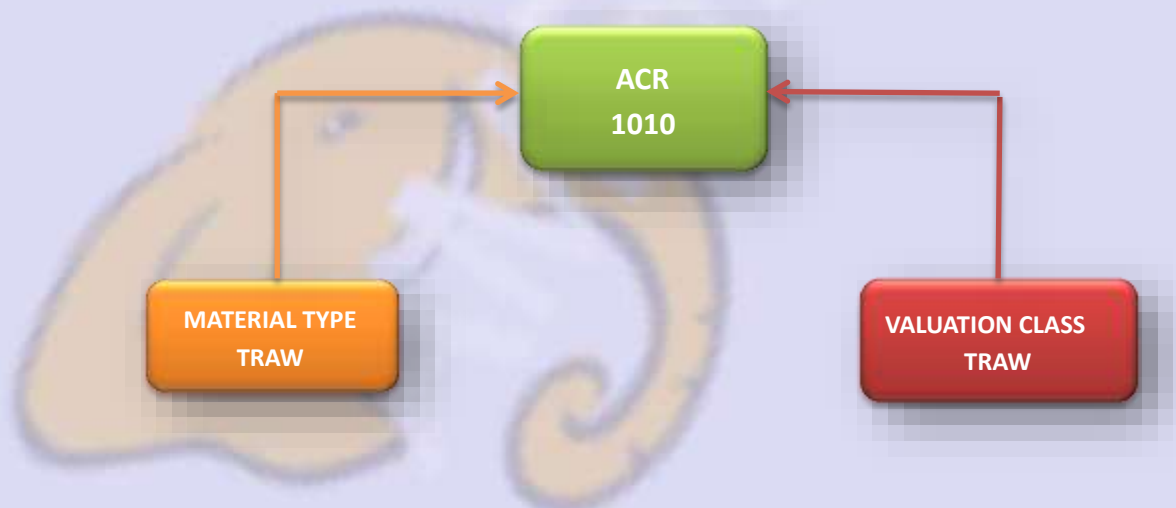 ACR
1010
MATERIAL TYPE
TRAW
VALUATION CLASS
TRAW